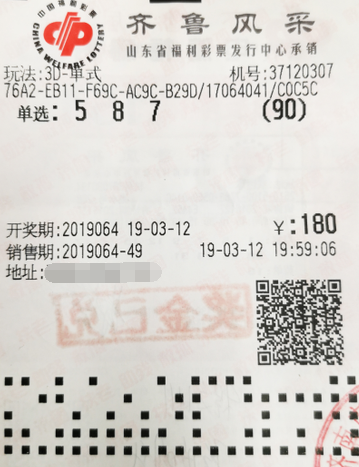 中国福利彩票
CHINA WELFARE LOTTERY
齐鲁风采
山东省福利彩票发行中心承销
玩法:3D-单式 机号:37120307
76A2-EB11-F69C-AC9C-B29D/17064041/C0C5C
单选: 5 8 7 (90)
开奖期:2019064 19-03-12 ¥:180
销售期:2019064-49 19-03-12 19:59:06
地址:
奖金已兑